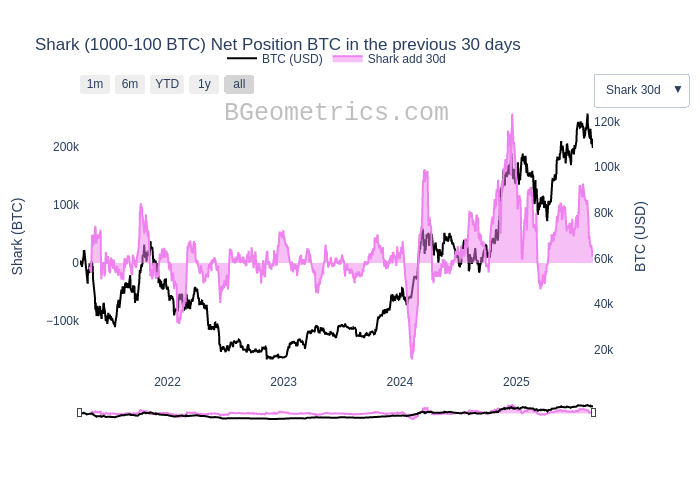 Shark (1000-100 BTC) Net Position BTC in the previous 30 days
BTC (USD) Shark add 30d
1m 6m YTD 1y all
Shark 30d ▼
BGeometrics.com
200k
100k
0
−100k
Shark (BTC)
120k
100k
80k
60k
40k
20k
BTC (USD)
2022 2023 2024 2025